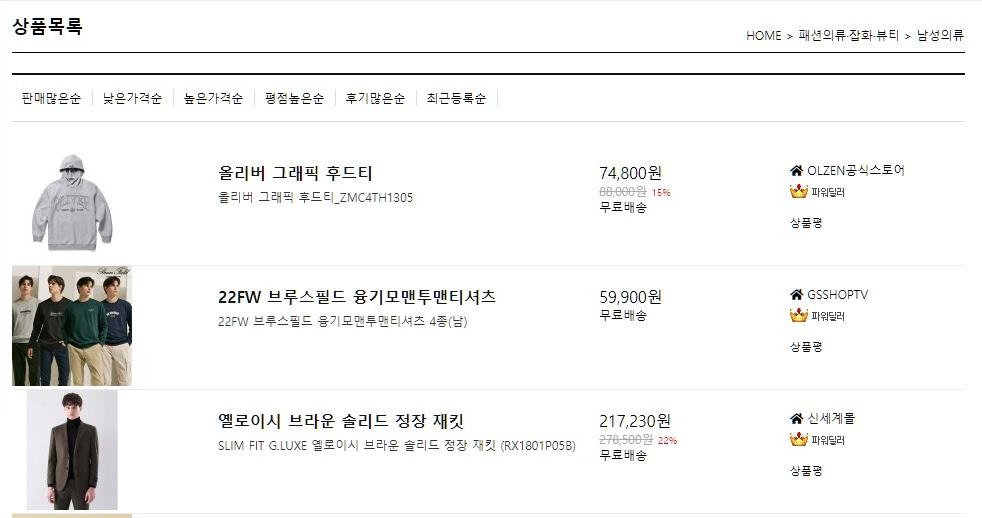 상품목록
HOME > 패션의류·잡화·뷰티 > 남성의류
판매많은순 낮은가격순 높은가격순 평점높은순 후기많은순 최근등록순
올리버 그래픽 후드티
올리버 그래픽 후드티_ZMC4TH1305
74,800원
88,000원 15%
무료배송
OLZEN공식스토어
파워딜러
상품평
OLIVER
22FW 브루스필드 융기모맨투맨티셔츠
22FW 브루스필드 융기모맨투맨티셔츠 4종(남)
59,900원
무료배송
GSSHOPTV
파워딜러
상품평
옐로이시 브라운 솔리드 정장 재킷
SLIM FIT G.LUXE 옐로이시 브라운 솔리드 정장 재킷 (RX1801P05B)
217,230원
278,500원 22%
무료배송
신세계몰
파워딜러
상품평